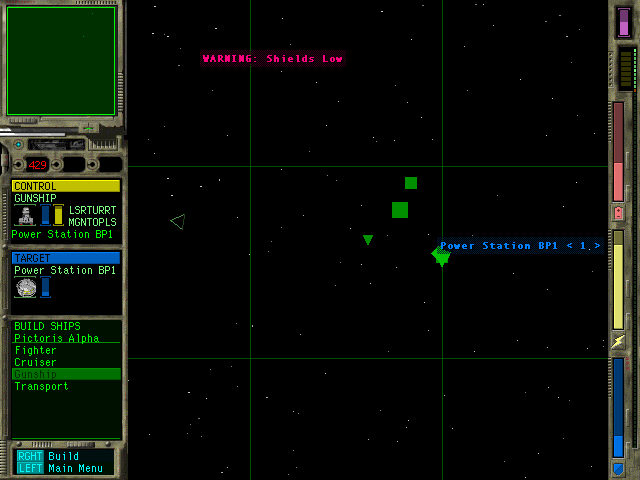 WARNING: Shields Low
429
CONTROL
GUNSHIP
LSRTURRT
MGNTOPLS
Power Station BP1
TARGET
Power Station BP1
Power Station BP1 < 1.>
BUILD SHIPS
Pictoris Alpha
Fighter
Cruiser
Gunship
Transport
RGHT Build
LEFT Main Menu